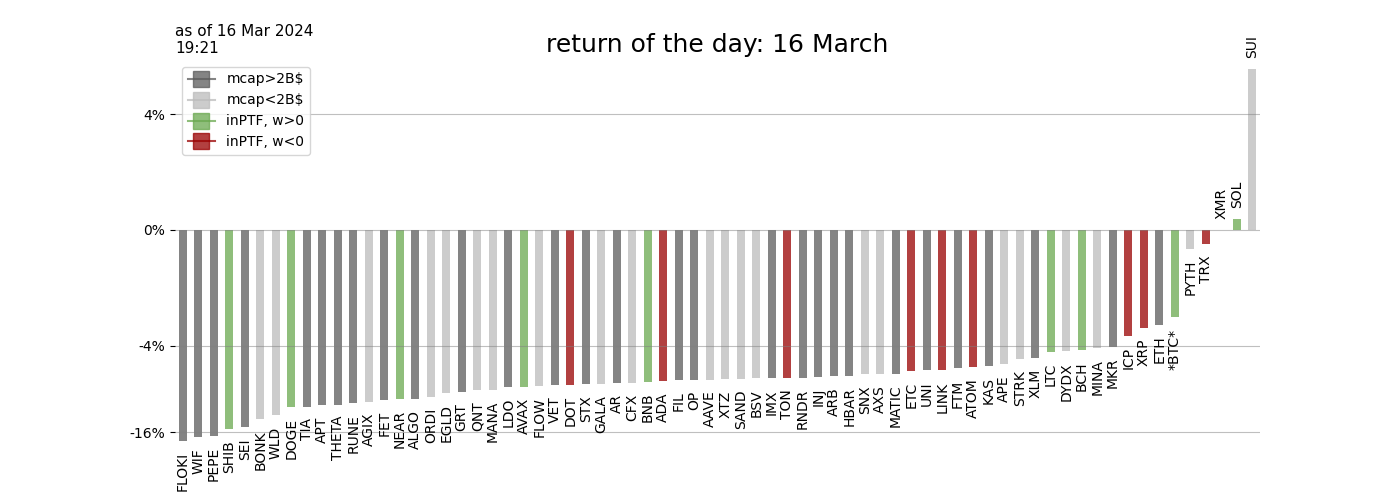 as of 16 Mar 2024
19:21
return of the day: 16 March
mcap>2B$
mcap<2B$
inPTF, w>0
inPTF, w<0
4%
0%
-4%
-16%
FLOKI
WIF
PEPE
SHIB
SEI
BONK
WLD
DOGE
TIA
APT
THETA
RUNE
AGIX
FET
NEAR
ALGO
ORDI
EGLD
GRT
QNT
MANA
LDO
AVAX
FLOW
VET
DOT
STX
GALA
AR
CFX
BNB
ADA
FIL
OP
AAVE
XTZ
SAND
BSV
IMX
TON
RNDR
INJ
ARB
HBAR
SNX
AXS
MATIC
ETC
UNI
LINK
FTM
ATOM
KAS
APE
STRK
XLM
LTC
DYDX
BCH
MINA
MKR
ICP
XRP
ETH
*BTC*
PYTH
TRX
XMR
SOL
SUI